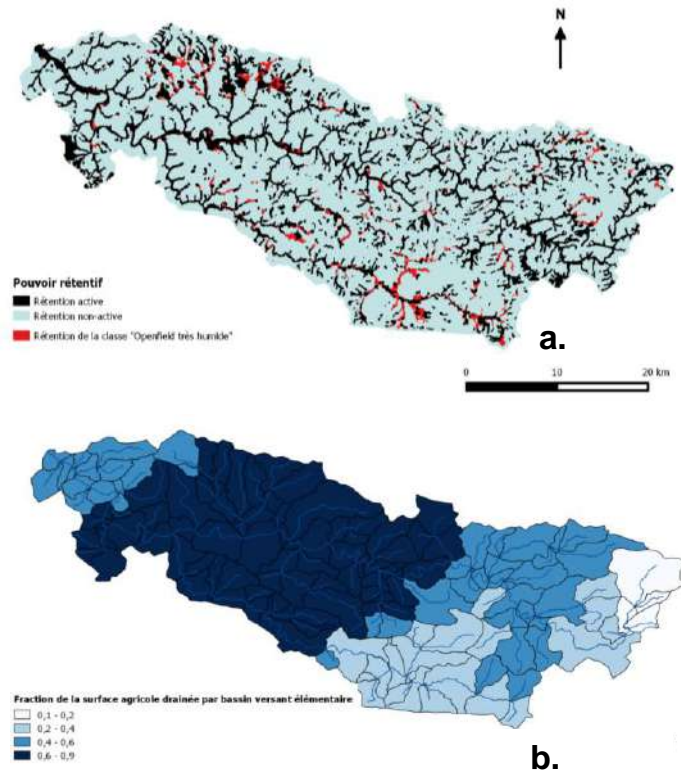 N
Pouvoir rétentif
Rétention active
Rétention non-active
Rétention de la classe "Openfield très humide"
a.
0 10 20 km
Fraction de la surface agricole drainée par bassin versant élémentaire
0,1 - 0,2
0,2 - 0,4
0,4 - 0,6
0,6 - 0,9
b.